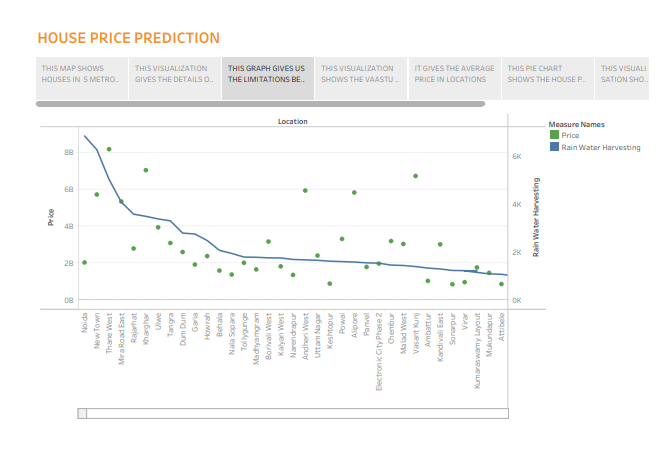 HOUSE PRICE PREDICTION
THIS MAP SHOWS
HOUSES IN 5 METRO..
THIS VISUALIZATION
GIVES THE DETAILS O..
THIS GRAPH GIVES US
THE LIMITATIONS BE..
THIS VISUALIZATION
SHOWS THE VAASTU ..
IT GIVES THE AVERAGE
PRICE IN LOCATIONS
THIS PIE CHART
SHOWS THE HOUSE P..
THIS VISUALI
SATION SHO..
Location
Measure Names
Price
Rain Water Harvesting
8B
6B
4B
2B
0B
Price
6K
4K
2K
0K
Rain Water Harvesting
Noida
New Town
Thane West
Mira Road East
Rajarhat
Kharghar
Ulwe
Tangra
Dum Dum
Garia
Howrah
Behala
Nala Sopara
Tollygunge
Madhyamgram
Borivali West
Kalyan West
Narendrapur
Andheri West
Uttam Nagar
Keshtopur
Powai
Alipore
Panvel
Electronic City Phase 2
Chembur
Malad West
Vasant Kunj
Ambattur
Kandivali East
Sonarpur
Virar
Kumaraswamy Layout
Mukundapur
Attibele